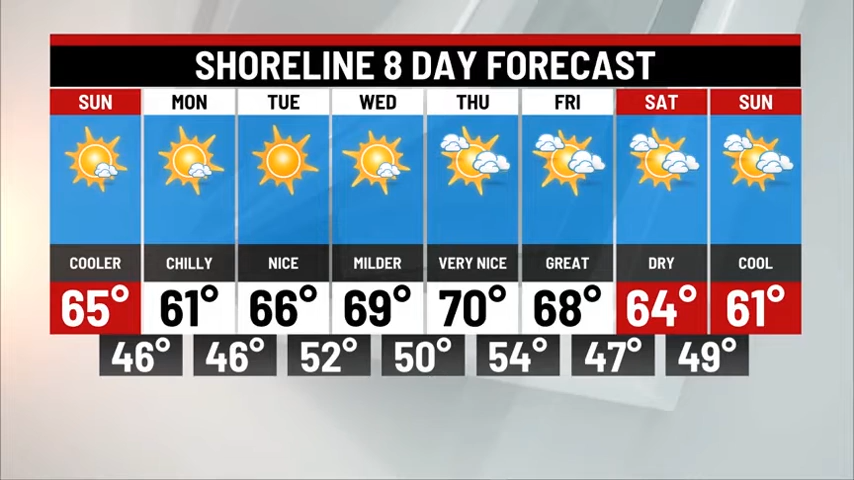 SHORELINE 8 DAY FORECAST
SUN MON TUE WED THU FRI SAT SUN
COOLER CHILLY NICE MILDER VERY NICE GREAT DRY COOL
65° 61° 66° 69° 70° 68° 64° 61°
46° 46° 52° 50° 54° 47° 49°